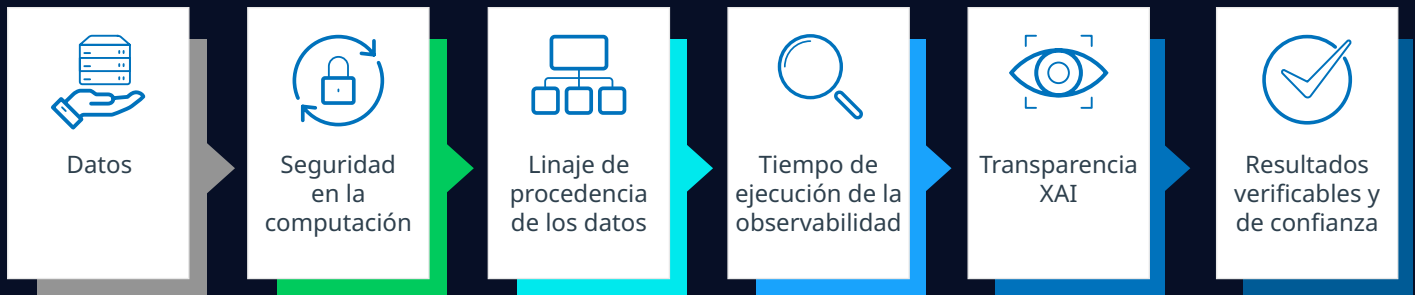 Datos
Seguridad
en la
computación
Linaje de
procedencia
de los datos
Tiempo de
ejecución de la
observabilidad
Transparencia
XAI
Resultados
verificables y
de confianza